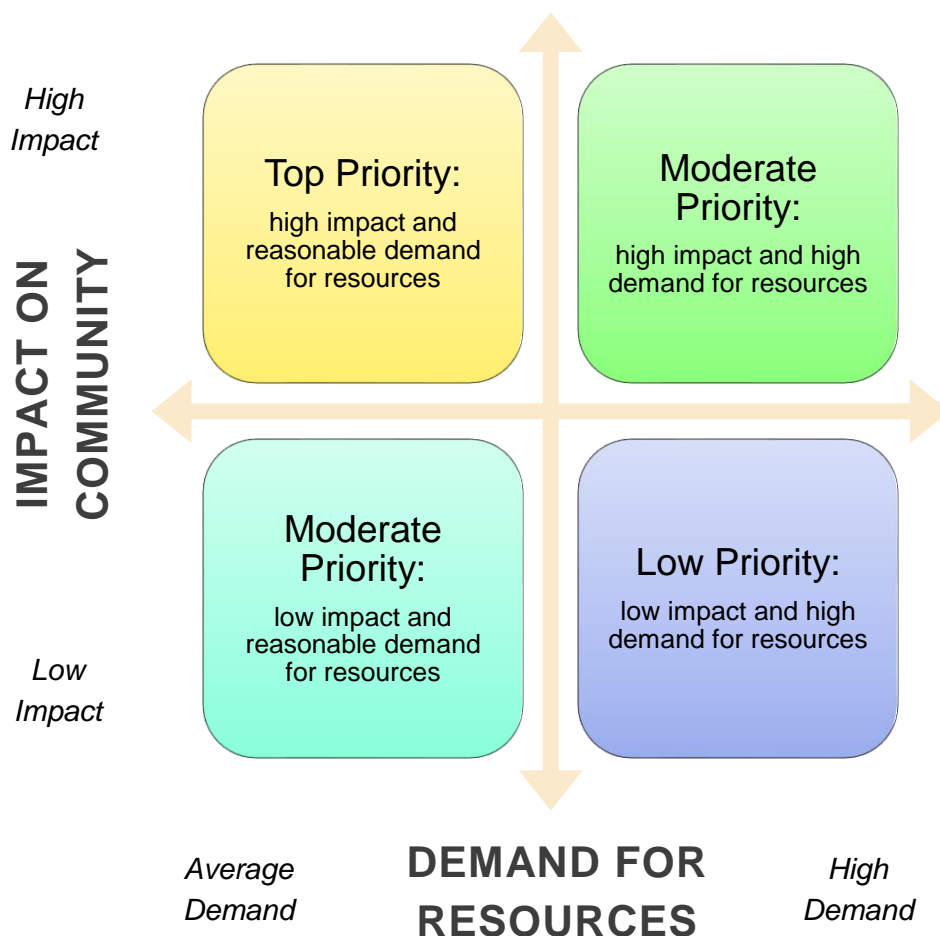 High
Impact
Top Priority:
high impact and
reasonable demand
for resources
Moderate
Priority:
high impact and high
demand for resources
IMPACT ON
COMMUNITY
Moderate
Priority:
low impact and
reasonable demand
for resources
Low Priority:
low impact and high
demand for resources
Low
Impact
Average
Demand
DEMAND FOR
RESOURCES
High
Demand